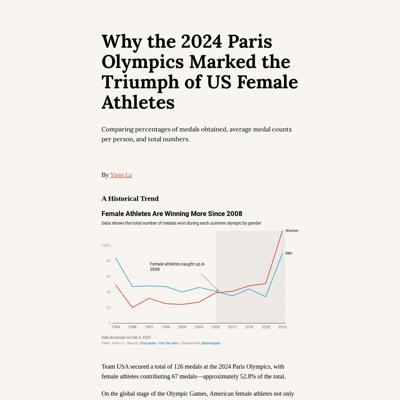 Why the 2024 Paris
Olympics Marked the
Triumph of US Female
Athletes
Comparing percentages of medals obtained, average medal counts
per person, and total numbers.
By Yiren Lu
A Historical Trend
Female Athletes Are Winning More Since 2008
Data shows the total number of medals won during each summer olympic by gender
100%
80
60
40
20
0
Women
Men
Female athletes caught up in
2008
1984 1988 1992 1996 2000 2004 2008 2012 2016 2020 2024
Data Accessed on Feb 4, 2025
Chart: Yiren Lu • Source: Olympedia • Get the data • Created with Datawrapper
Team USA secured a total of 126 medals at the 2024 Paris Olympics, with
female athletes contributing 67 medals—approximately 52.8% of the total.
On the global stage of the Olympic Games, American female athletes not only